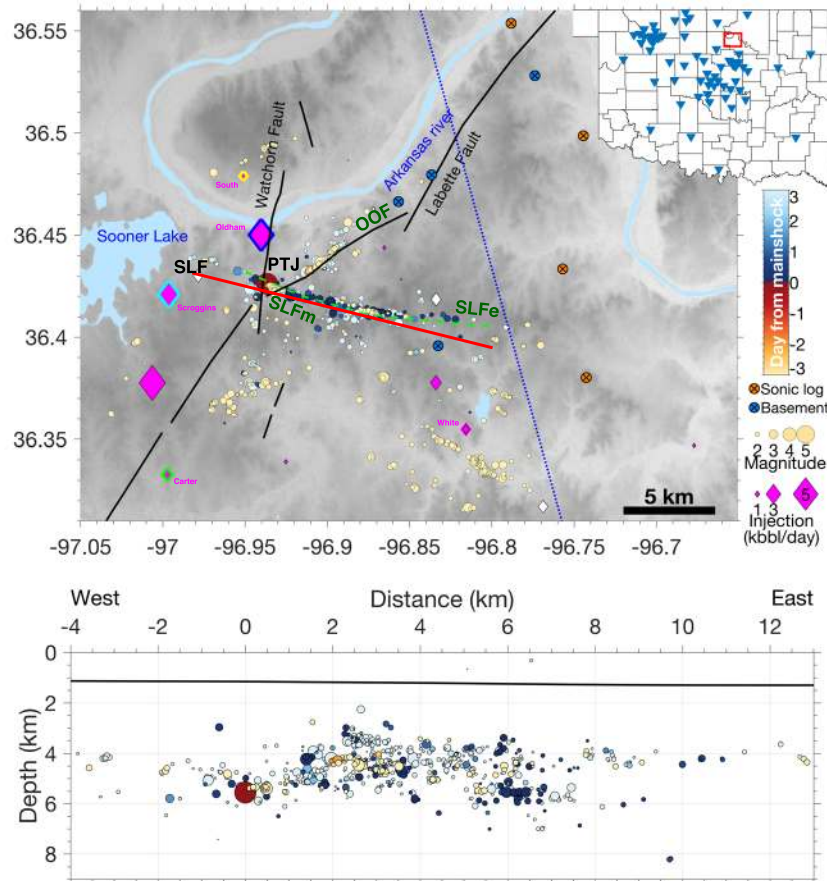 36.55
36.5
36.45
36.4
36.35
-97.05
-97
-96.95
-96.9
-96.85
-96.8
-96.75
-96.7
Watchorn Fault
Arkansas river
Labette Fault
South
Oldham
OOF
Sooner Lake
SLF
PTJ
Scroggins
SLFm
SLFe
White
Carter
5 km
3
2
1
0
-1
-2
-3
Day from mainshock
Sonic log
Basement
2 3 4 5
Magnitude
1 3 5
Injection
(kbbl/day)
West Distance (km) East
-4 -2 0 2 4 6 8 10 12
0
2
4
6
8
Depth (km)